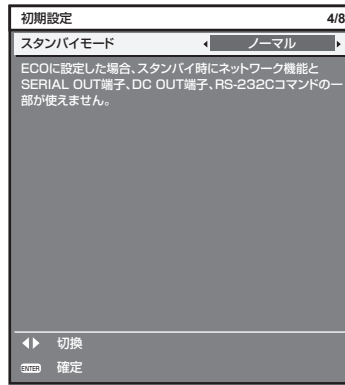 初期設定 4/8
スタンバイモード ノーマル
ECOに設定した場合、スタンバイ時にネットワーク機能と
SERIAL OUT端子、DC OUT端子、RS-232Cコマンドの一
部が使えません。
切換
ENTER 確定